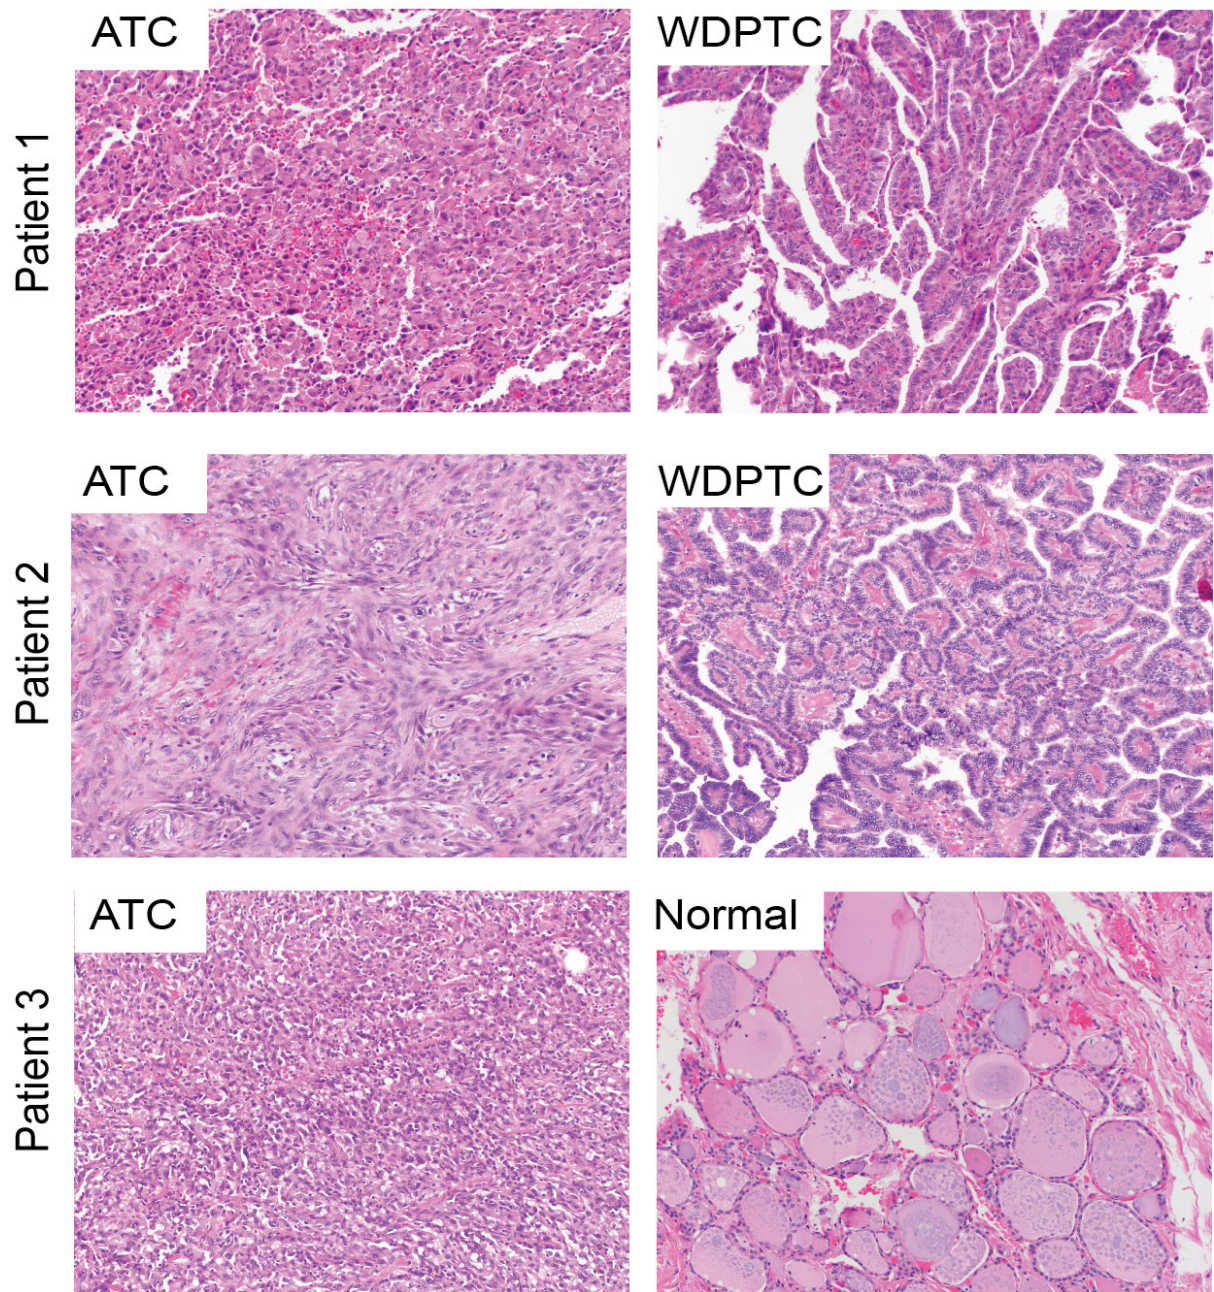 Patient 1
ATC
WDPTC
Patient 2
ATC
WDPTC
Patient 3
ATC
Normal